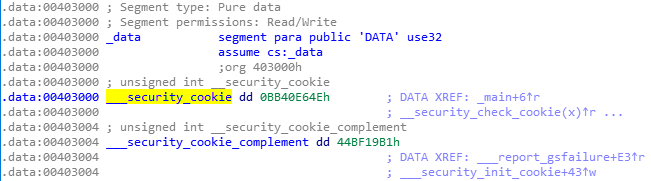 .data:00403000 ; Segment type: Pure data
.data:00403000 ; Segment permissions: Read/Write
.data:00403000 _data segment para public 'DATA' use32
.data:00403000 assume cs:_data
.data:00403000 ;org 403000h
.data:00403000 ; unsigned int __security_cookie
.data:00403000 ___security_cookie dd 0BB40E64Eh ; DATA XREF: _main+6↑r
.data:00403000 ; __security_check_cookie(x)↑r ...
.data:00403004 ; unsigned int __security_cookie_complement
.data:00403004 ___security_cookie_complement dd 44BF19B1h
.data:00403004 ; DATA XREF: ___report_gsfailure+E3↑r
.data:00403004 ; ___security_init_cookie+43↑w